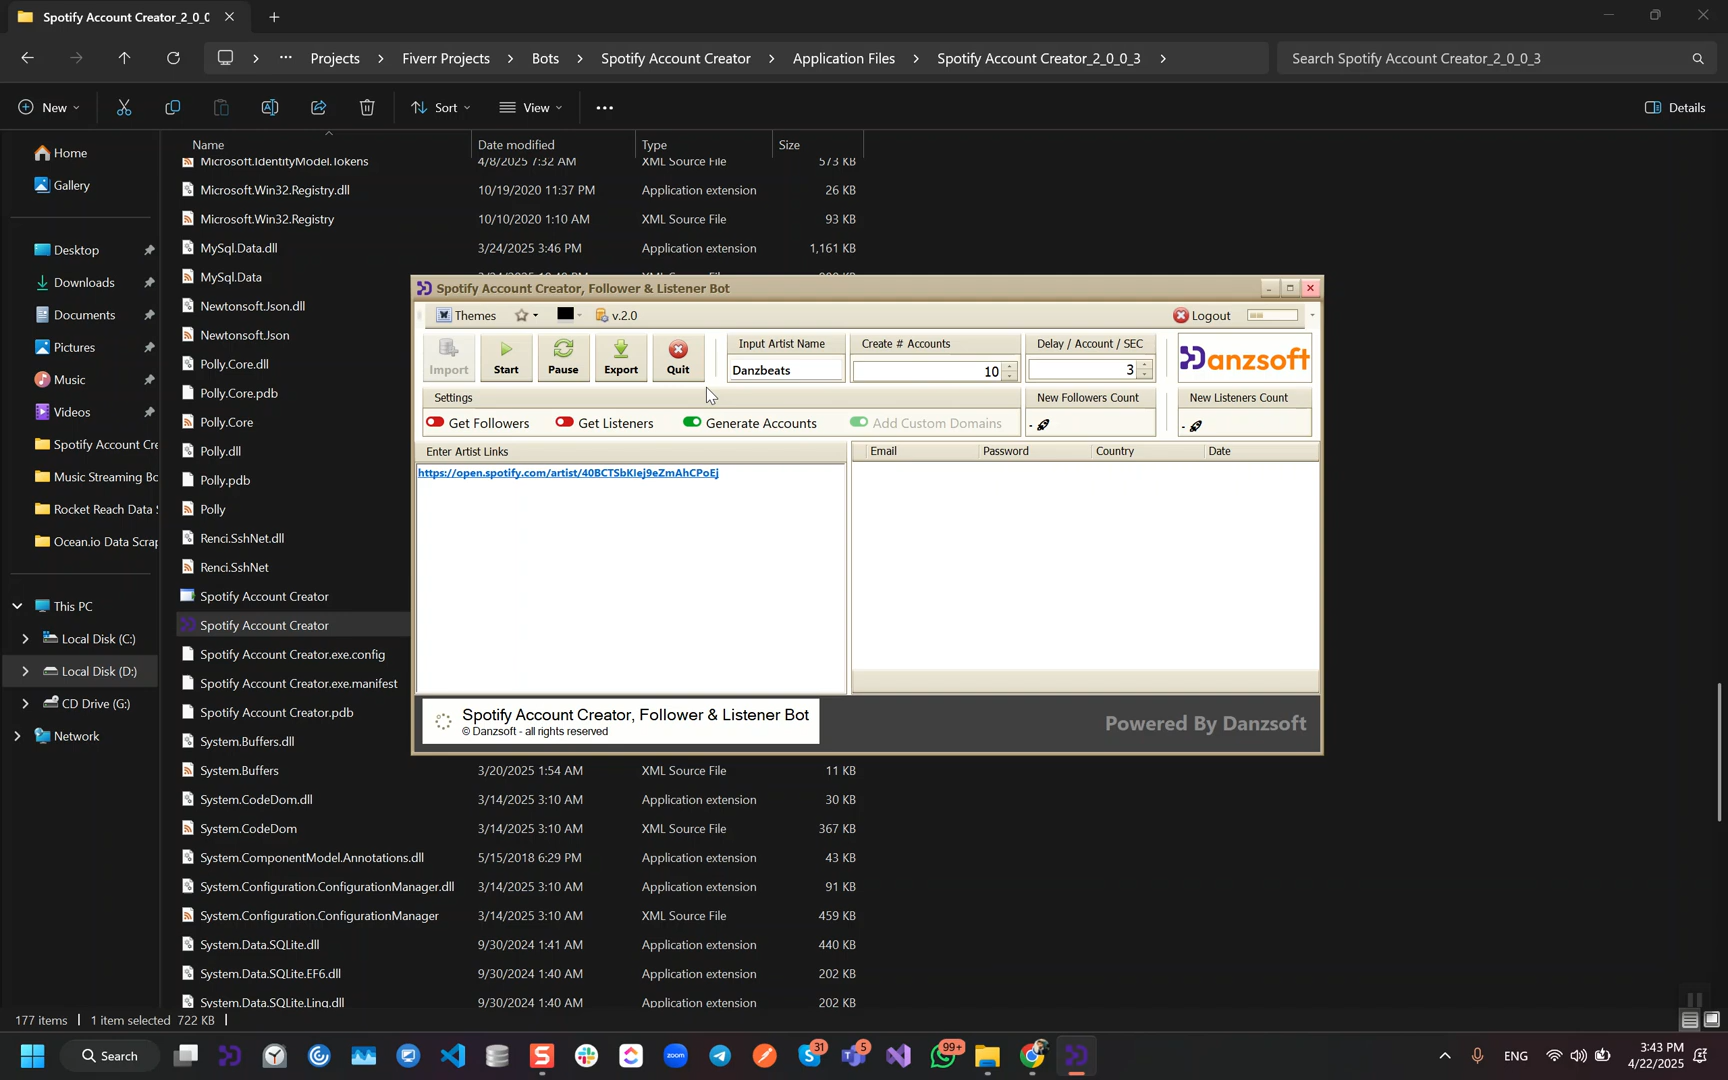 Spotify Account Creator_2_0_0
Projects > Fiverr Projects > Bots > Spotify Account Creator > Application Files > Spotify Account Creator_2_0_0_3 >
Search Spotify Account Creator_2_0_0_3
New
Sort
View
Details
Name
Date modified
Type
Size
Home
Gallery
Desktop
Downloads
Documents
Pictures
Music
Videos
Spotify Account Cre
Music Streaming Bo
Rocket Reach Data S
Ocean.io Data Scrap
This PC
Local Disk (C:)
Local Disk (D:)
CD Drive (G:)
Network
Microsoft.IdentityModel.Tokens 4/8/2025 7:32 AM XML Source File 573 KB
Microsoft.Win32.Registry.dll 10/19/2020 11:37 PM Application extension 26 KB
Microsoft.Win32.Registry 10/10/2020 1:10 AM XML Source File 93 KB
MySql.Data.dll 3/24/2025 3:46 PM Application extension 1,161 KB
MySql.Data
Newtonsoft.Json.dll
Newtonsoft.Json
Polly.Core.dll
Polly.Core.pdb
Polly.Core
Polly.dll
Polly.pdb
Polly
Renci.SshNet.dll
Renci.SshNet
Spotify Account Creator
Spotify Account Creator
Spotify Account Creator.exe.config
Spotify Account Creator.exe.manifest
Spotify Account Creator.pdb
System.Buffers.dll
System.Buffers 3/20/2025 1:54 AM XML Source File 11 KB
System.CodeDom.dll 3/14/2025 3:10 AM Application extension 30 KB
System.CodeDom 3/14/2025 3:10 AM XML Source File 367 KB
System.ComponentModel.Annotations.dll 5/15/2018 6:29 PM Application extension 43 KB
System.Configuration.ConfigurationManager.dll 3/14/2025 3:10 AM Application extension 91 KB
System.Configuration.ConfigurationManager 3/14/2025 3:10 AM XML Source File 459 KB
System.Data.SQLite.dll 9/30/2024 1:41 AM Application extension 440 KB
System.Data.SQLite.EF6.dll 9/30/2024 1:40 AM Application extension 202 KB
System.Data.SQLite.Linq.dll 9/30/2024 1:40 AM Application extension 202 KB
Spotify Account Creator, Follower & Listener Bot
Themes
v.2.0
Logout
Import
Start
Pause
Export
Quit
Input Artist Name
Danzbeats
Create # Accounts
10
Delay / Account / SEC
3
Danzsoft
Settings
Get Followers
Get Listeners
Generate Accounts
Add Custom Domains
New Followers Count
-
New Listeners Count
-
Enter Artist Links
https://open.spotify.com/artist/40BCTSbKIej9eZmAhCPoEj
Email
Password
Country
Date
Spotify Account Creator, Follower & Listener Bot
© Danzsoft - all rights reserved
Powered By Danzsoft
177 items
1 item selected 722 KB
Search
zoom
31
5
99+
ENG
3:43 PM
4/22/2025